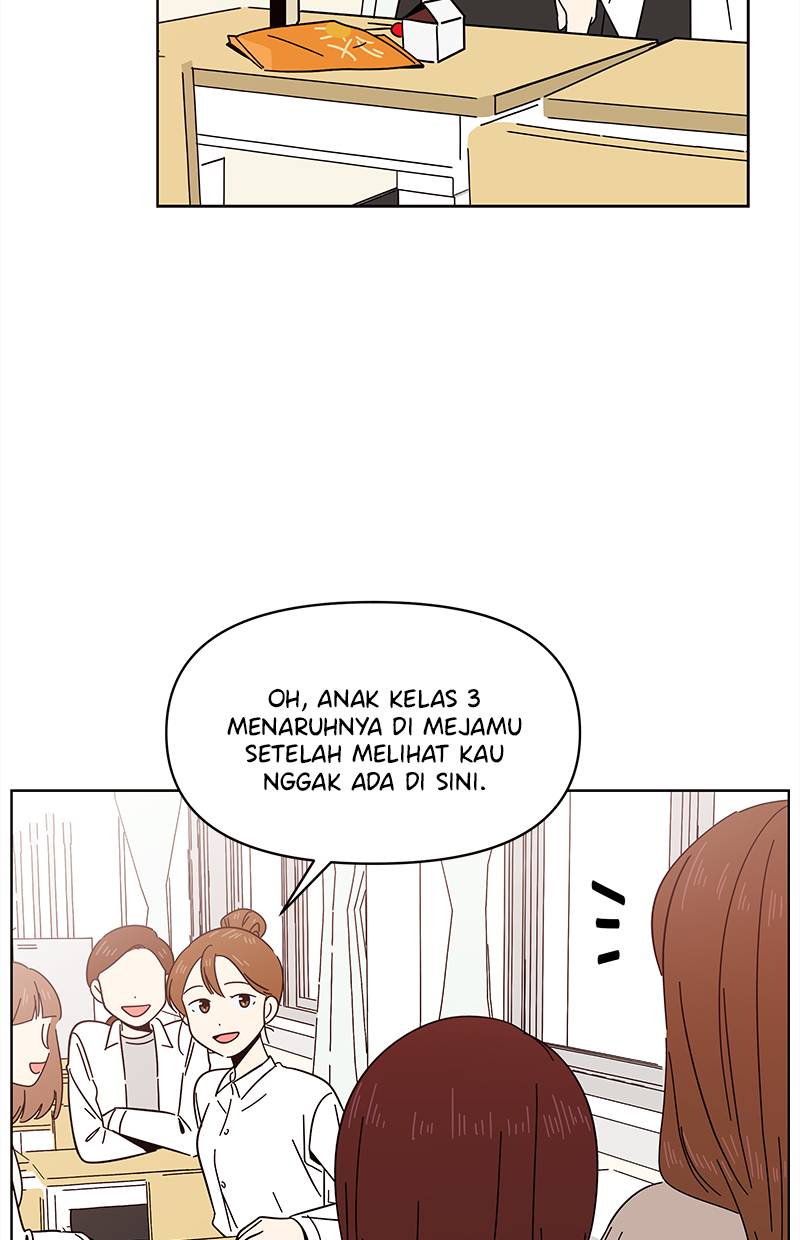 OH, ANAK KELAS 3
MENARUHNYA DI MEJAMU
SETELAH MELIHAT KAU
NGGAK ADA DI SINI.